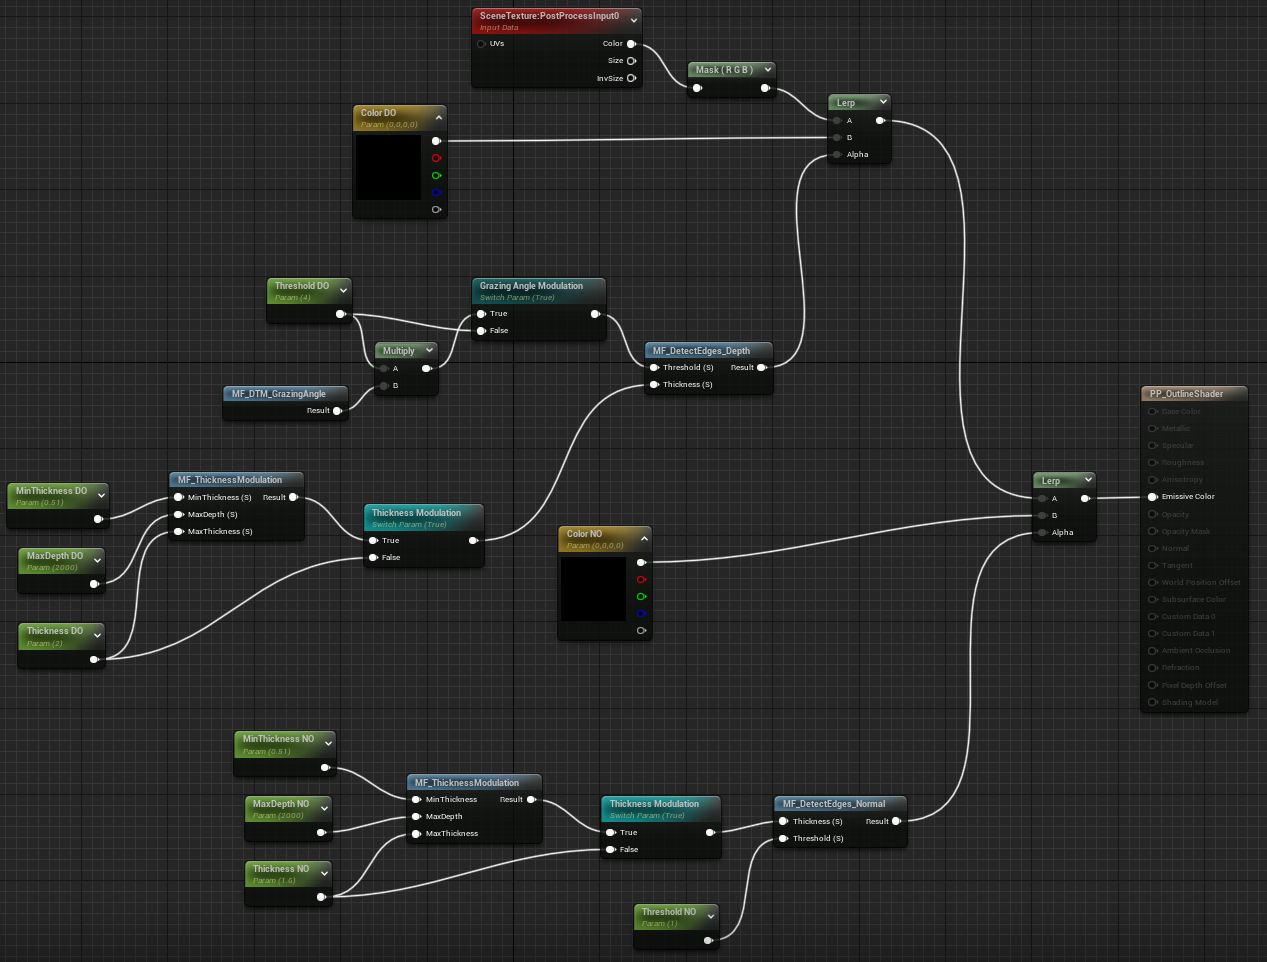 SceneTexture:PostProcessInput0
Input Data
UVs
Color
Size
InvSize
Mask ( R G B )
Lerp
A
B
Alpha
Color DO
Param (0,0,0,0)
Threshold DO
Param (4)
Grazing Angle Modulation
Switch Param (True)
True
False
Multiply
A
B
MF_DTM_GrazingAngle
Result
MF_DetectEdges_Depth
Threshold (S)
Result
Thickness (S)
MinThickness DO
Param (0.51)
MaxDepth DO
Param (2000)
Thickness DO
Param (2)
MF_ThicknessModulation
MinThickness (S)
Result
MaxDepth (S)
MaxThickness (S)
Thickness Modulation
Switch Param (True)
True
False
Color NO
Param (0,0,0,0)
Lerp
A
B
Alpha
PP_OutlineShader
Base Color
Metallic
Specular
Roughness
Anisotropy
Emissive Color
Opacity
Opacity Mask
Normal
Tangent
World Position Offset
Subsurface Color
Custom Data 0
Custom Data 1
Ambient Occlusion
Refraction
Pixel Depth Offset
Shading Model
MinThickness NO
Param (0.51)
MaxDepth NO
Param (2000)
Thickness NO
Param (1.6)
MF_ThicknessModulation
MinThickness
Result
MaxDepth
MaxThickness
Thickness Modulation
Switch Param (True)
True
False
MF_DetectEdges_Normal
Thickness (S)
Result
Threshold (S)
Threshold NO
Param (1)